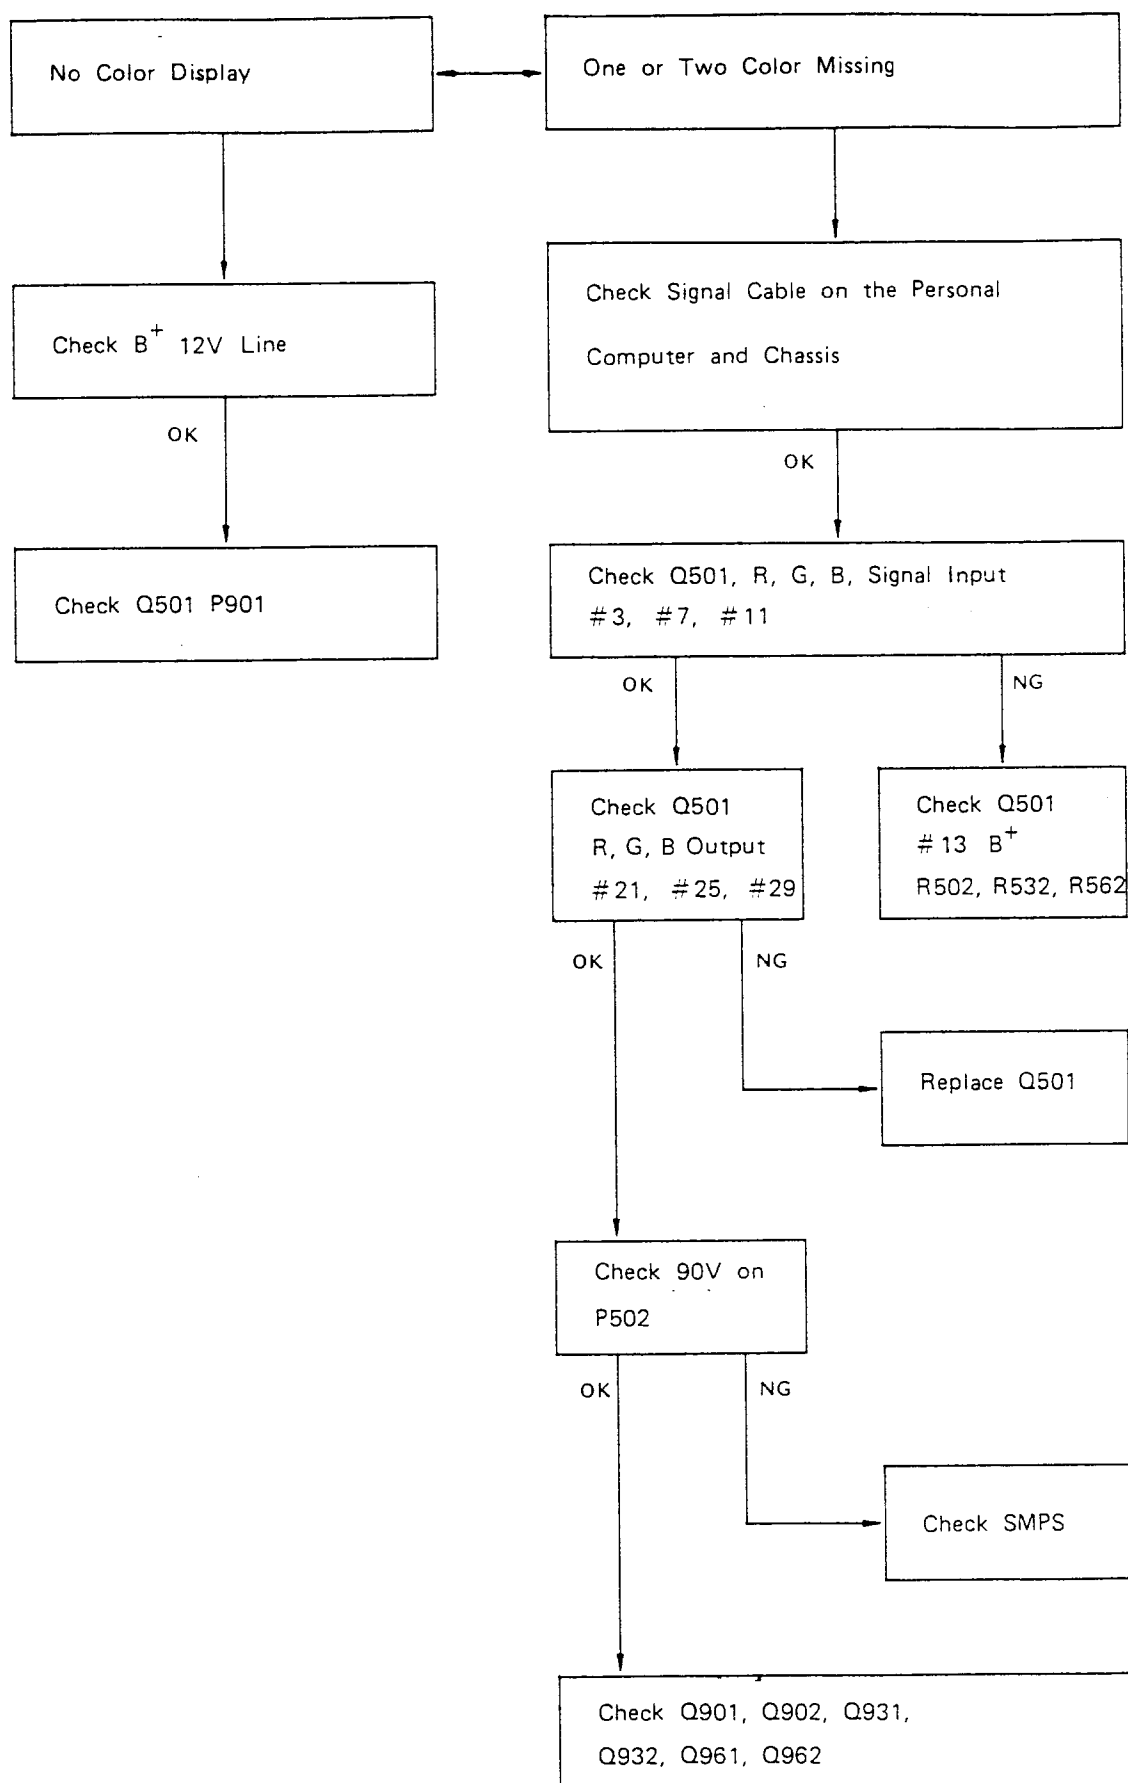 No Color Display
One or Two Color Missing
Check B+ 12V Line
Check Signal Cable on the Personal
Computer and Chassis
OK
OK
Check Q501 P901
Check Q501, R, G, B, Signal Input
#3, #7, #11
OK
NG
Check Q501
R, G, B Output
#21, #25, #29
Check Q501
#13 B+
R502, R532, R562
OK
NG
Replace Q501
Check 90V on
P502
OK
NG
Check SMPS
Check Q901, Q902, Q931,
Q932, Q961, Q962